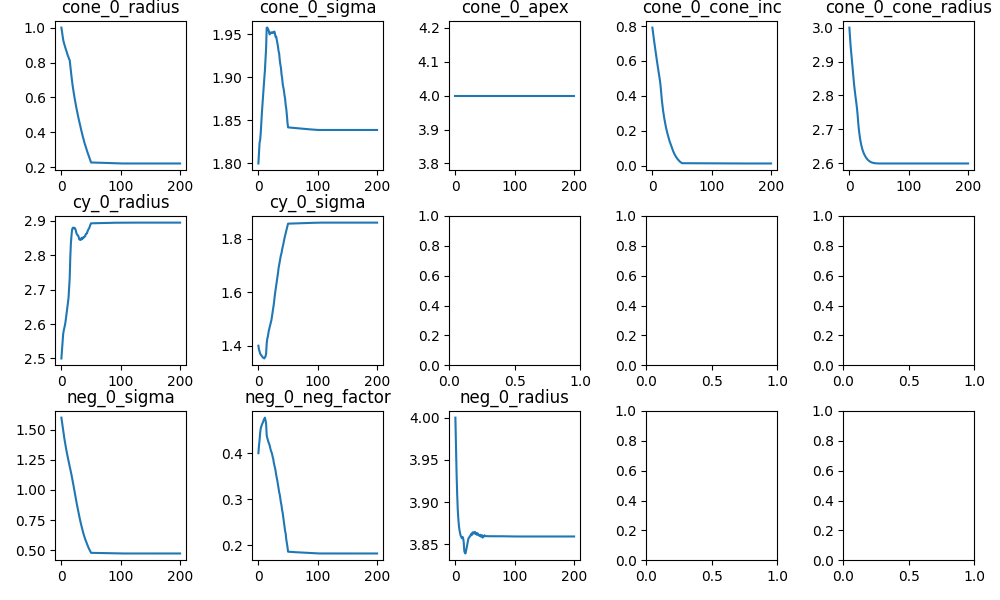 cone_0_radius
1.0
0.8
0.6
0.4
0.2
0 100 200
cone_0_sigma
1.95
1.90
1.85
1.80
0 100 200
cone_0_apex
4.2
4.1
4.0
3.9
3.8
0 100 200
cone_0_cone_inc
0.8
0.6
0.4
0.2
0.0
0 100 200
cone_0_cone_radius
3.0
2.9
2.8
2.7
2.6
0 100 200
cy_0_radius
2.9
2.8
2.7
2.6
2.5
0 100 200
cy_0_sigma
1.8
1.6
1.4
0 100 200
1.0
0.8
0.6
0.4
0.2
0.0
0.0 0.5 1.0
1.0
0.8
0.6
0.4
0.2
0.0
0.0 0.5 1.0
1.0
0.8
0.6
0.4
0.2
0.0
0.0 0.5 1.0
neg_0_sigma
1.50
1.25
1.00
0.75
0.50
0 100 200
neg_0_neg_factor
0.4
0.3
0.2
0 100 200
neg_0_radius
4.00
3.95
3.90
3.85
0 100 200
1.0
0.8
0.6
0.4
0.2
0.0
0.0 0.5 1.0
1.0
0.8
0.6
0.4
0.2
0.0
0.0 0.5 1.0